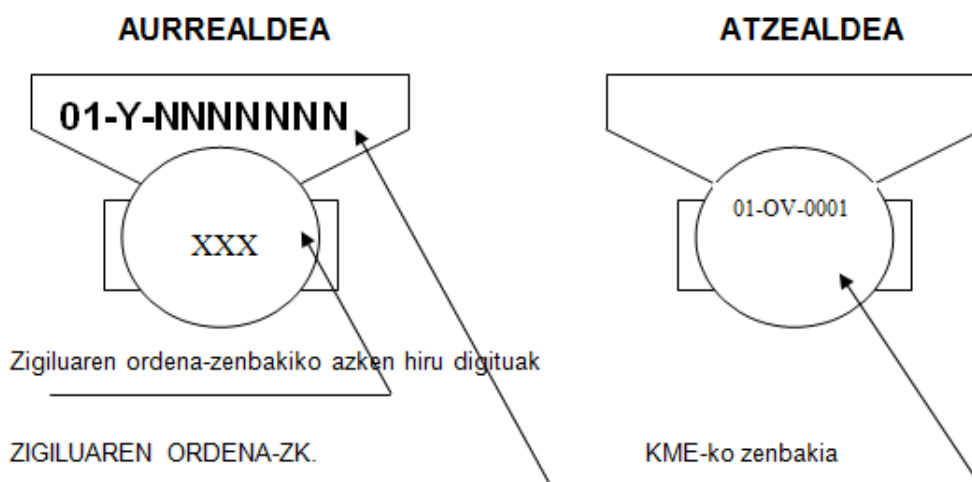 AURREALDEA
ATZEALDEA
01-Y-NNNNNNN
XXX
01-OV-0001
Zigiluaren ordena-zenbakiko azken hiru digituak
ZIGILUAREN ORDENA-ZK.
KME-ko zenbakia